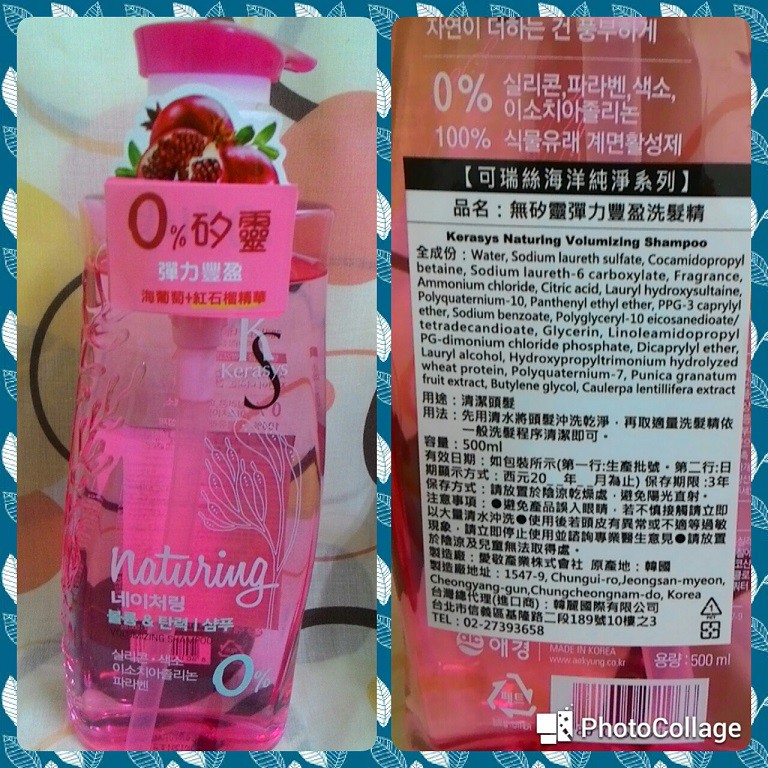 0%矽靈
彈力豐盈
海葡萄+紅石榴精華
KS
Kerasys
naturing
네이처링
볼륨 & 탄력 | 샴푸
VOLUMIZING SHAMPOO
실리콘·색소
이소치아졸리논
파라벤
0%
자연이 더하는 건 풍부하게
0% 실리콘,파라벤,색소,
이소치아졸리논
100% 식물유래 계면활성제
【可瑞絲海洋純淨系列】
品名：無矽靈彈力豐盈洗髮精
Kerasys Naturing Volumizing Shampoo
全成份：Water, Sodium laureth sulfate, Cocamidopropyl
betaine, Sodium laureth-6 carboxylate, Fragrance,
Ammonium chloride, Citric acid, Lauryl hydroxysultaine,
Polyquaternium-10, Panthenyl ethyl ether, PPG-3 caprylyl
ether, Sodium benzoate, Polyglyceryl-10 eicosanedioate/
tetradecandioate, Glycerin, Linoleamidopropyl
PG-dimonium chloride phosphate, Dicaprylyl ether,
Lauryl alcohol, Hydroxypropyltrimonium hydrolyzed
wheat protein, Polyquaternium-7, Punica granatum
fruit extract, Butylene glycol, Caulerpa lentillifera extract
用途：清潔頭髮
用法：先用清水將頭髮沖洗乾淨，再取適量洗髮精依
一般洗髮程序清潔即可。
容量：500ml
有效日期：如包裝所示(第一行:生產批號。第二行:日
期顯示方式：西元20__年__月為止) 保存期限:3年
保存方式：請放置於陰涼乾燥處，避免陽光直射。
注意事項：●避免產品誤入眼睛，若不慎接觸請立即
以大量清水沖洗●使用後若頭皮有異常或不適等過敏
現象，請立即停止使用並諮詢專業醫生意見●請放置
於陰涼及兒童無法取得處。
製造廠：愛敬產業株式會社 原產地：韓國
製造廠地址：1547-9, Chungui-ro,Jeongsan-myeon,
Cheongyang-gun,Chungcheongnam-do, Korea
台灣總代理(進口商)：韓麗國際有限公司
台北市信義區基隆路二段189號10樓之3
TEL：02-27393658
애경 MADE IN KOREA
www.aekyung.co.kr 용량: 500 ml
페트
PhotoCollage